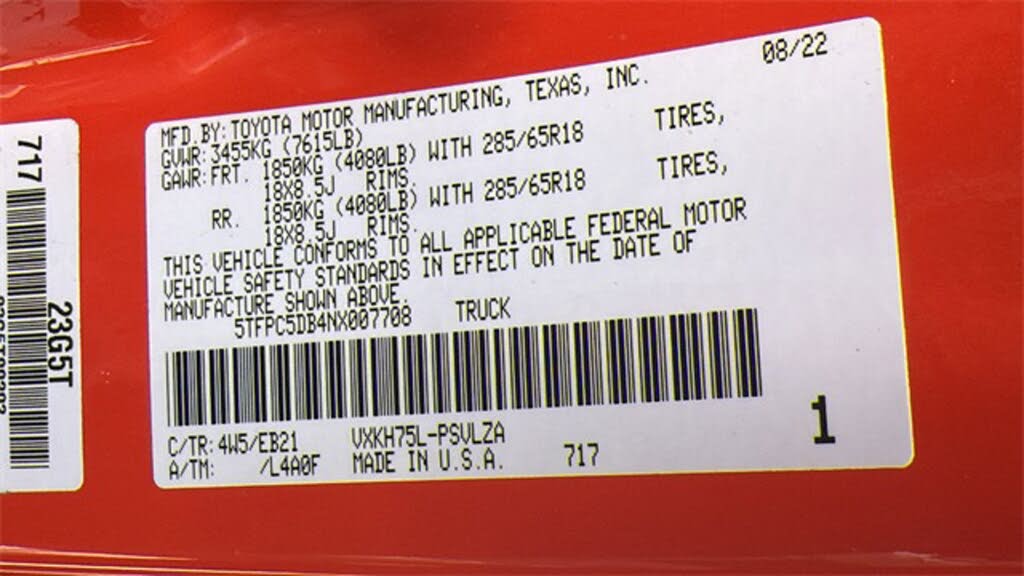 717
23G5T
08/22
MFD.BY:TOYOTA MOTOR MANUFACTURING, TEXAS, INC.
GVWR:3455KG (7615LB)
GAWR:FRT. 1850KG (4080LB) WITH 285/65R18 TIRES,
18X8.5J RIMS.
RR. 1850KG (4080LB) WITH 285/65R18 TIRES,
18X8.5J RIMS.
THIS VEHICLE CONFORMS TO ALL APPLICABLE FEDERAL MOTOR
VEHICLE SAFETY STANDARDS IN EFFECT ON THE DATE OF
MANUFACTURE SHOWN ABOVE.
5TFPC5DB4NX007708 TRUCK
C/TR:4W5/EB21 VXKH75L-PSVLZA
A/TM: /L4A0F MADE IN U.S.A. 717
1